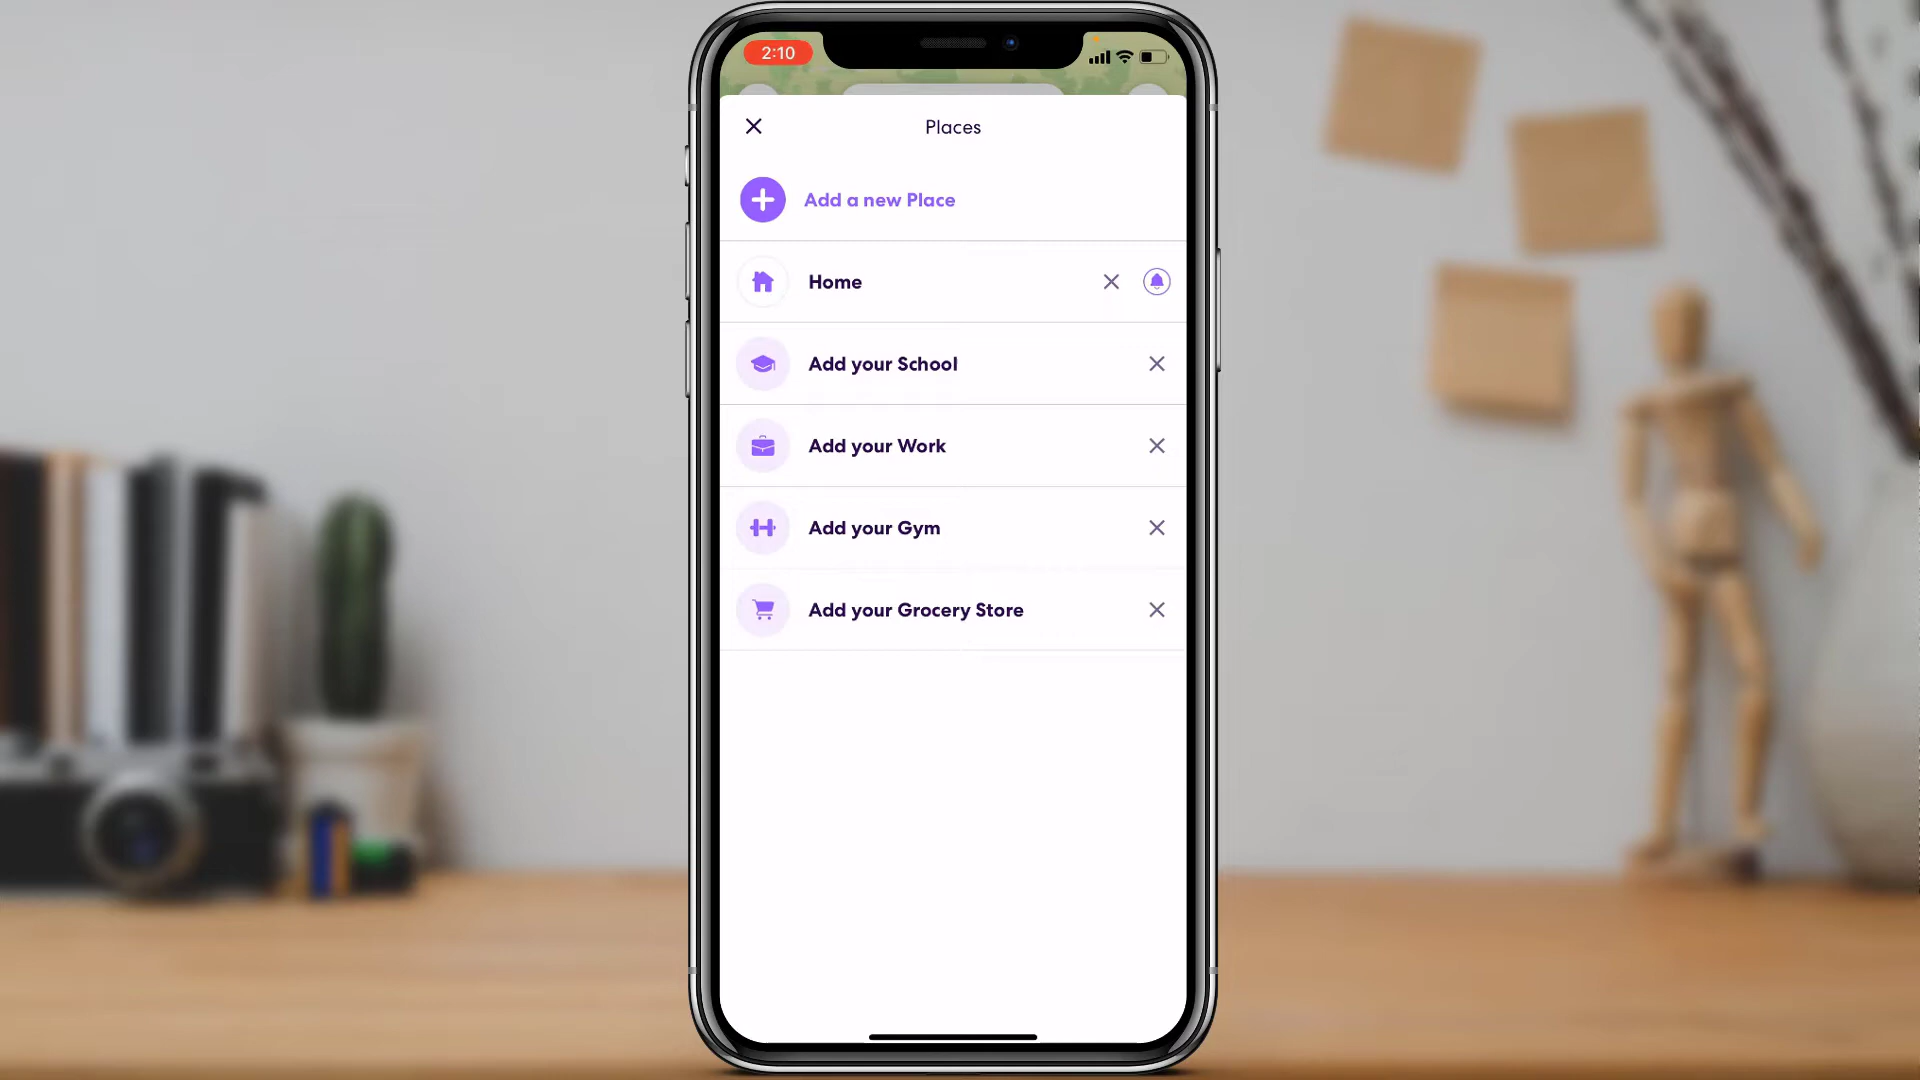 2:10
Places
Add a new Place
Home
Add your School
Add your Work
Add your Gym
Add your Grocery Store